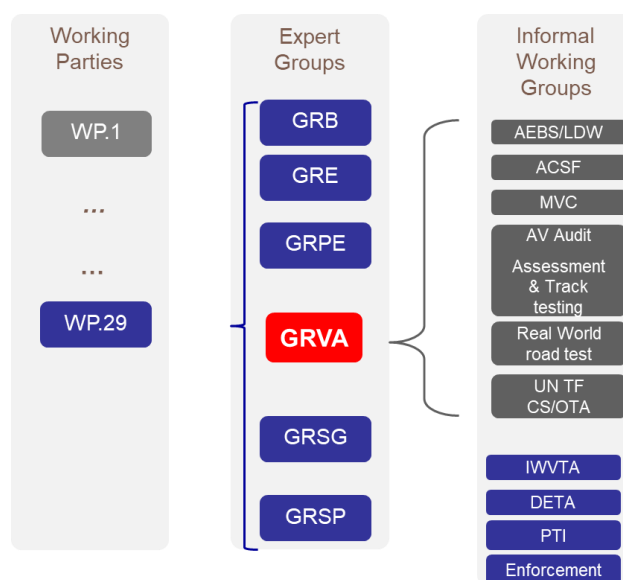 Working
Parties
WP.1
...
...
WP.29
Expert
Groups
GRB
GRE
GRPE
GRVA
GRSG
GRSP
Informal
Working
Groups
AEBS/LDW
ACSF
MVC
AV Audit
Assessment
& Track
testing
Real World
road test
UN TF
CS/OTA
IWVTA
DETA
PTI
Enforcement